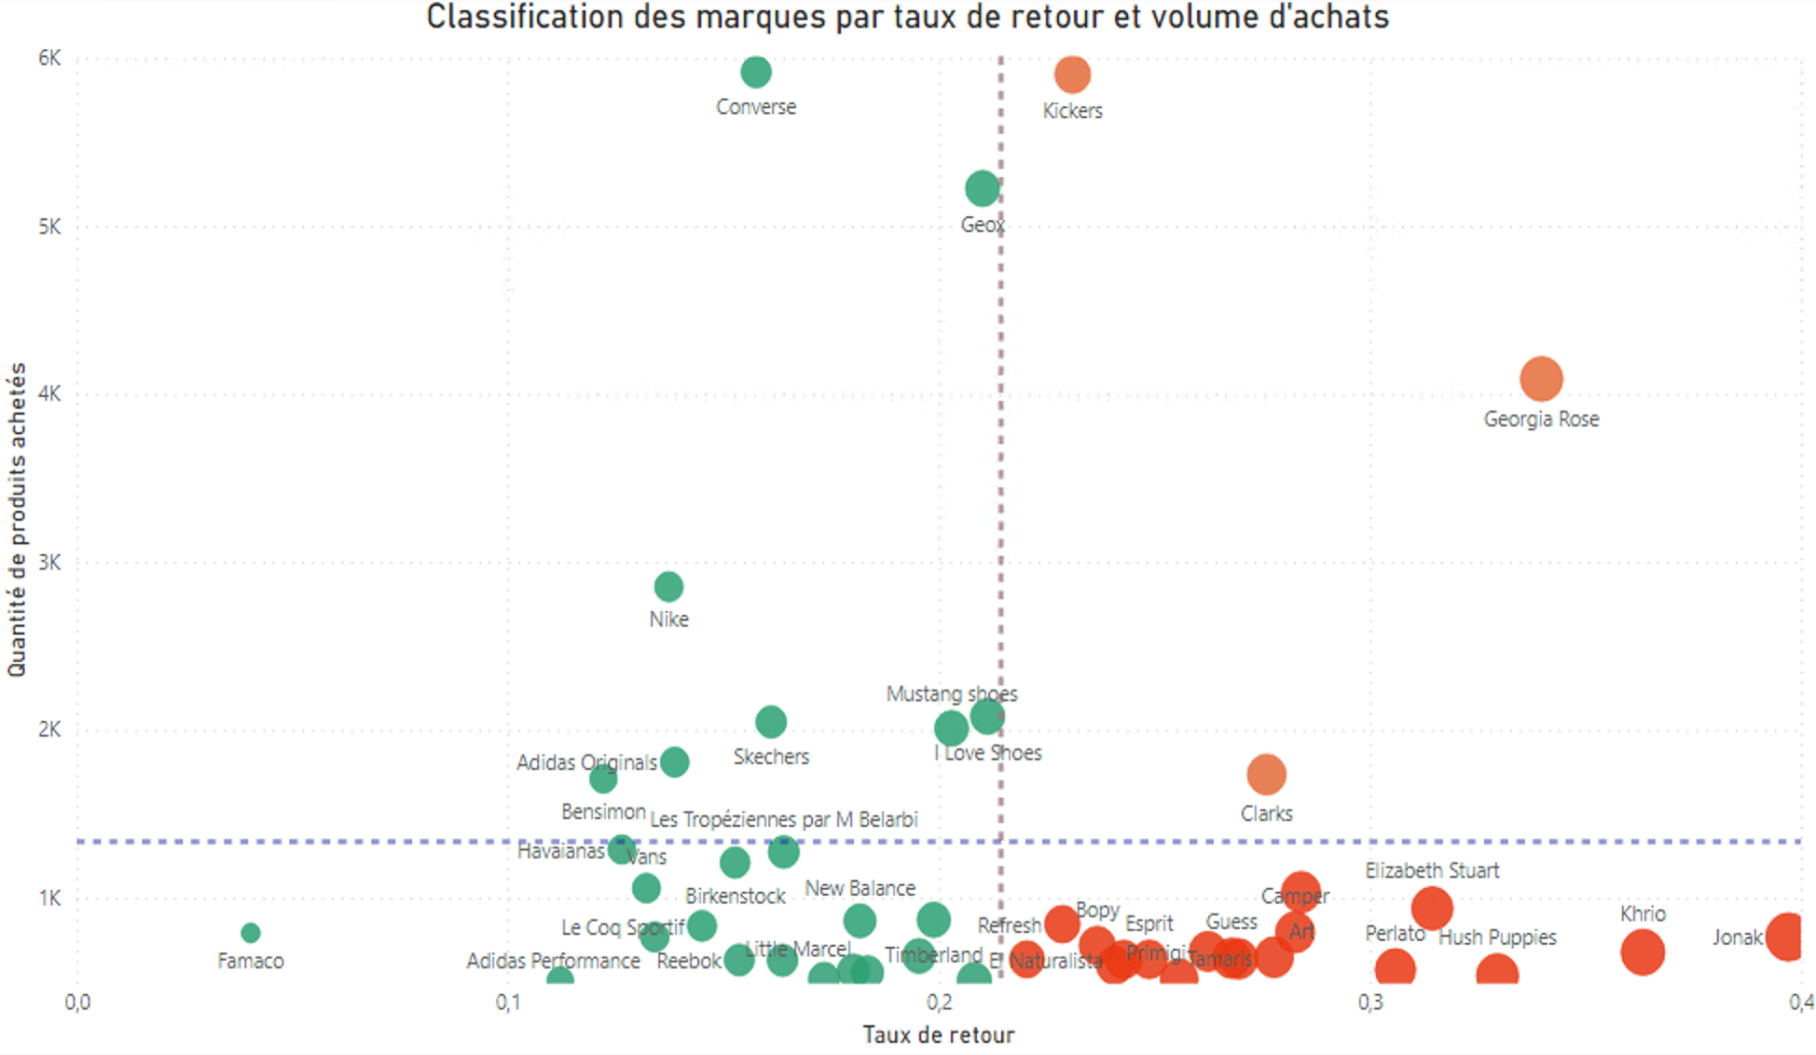 Classification des marques par taux de retour et volume d'achats
6K
Converse
Kickers
5K
Geox
4K
Georgia Rose
3K
Nike
Mustang shoes
2K
I Love Shoes
Skechers
Adidas Originals
Bensimon
Clarks
Les Tropéziennes par M Belarbi
Havaianas
Vans
Elizabeth Stuart
1K
Birkenstock
New Balance
Camper
Bopy
Khrio
Le Coq Sportif
Refresh
Esprit
Guess
Art
Perlato
Hush Puppies
Jonak
Famaco
Adidas Performance
Reebok
Little Marcel
Timberland
El Naturalista
Primigi
Tamaris
0,0
0,1
0,2
0,3
0,4
Taux de retour
Quantité de produits achetés